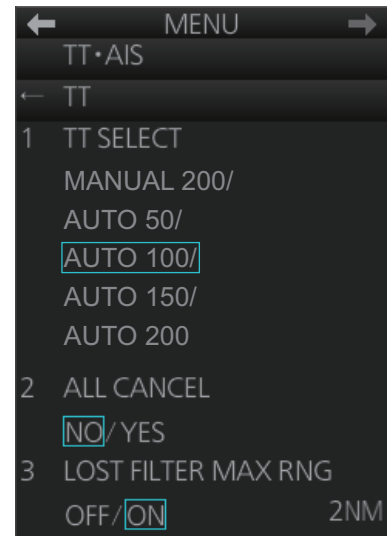 ← MENU →
TT•AIS
← TT
1 TT SELECT
MANUAL 200/
AUTO 50/
AUTO 100/
AUTO 150/
AUTO 200
2 ALL CANCEL
NO/YES
3 LOST FILTER MAX RNG
OFF/ON 2NM